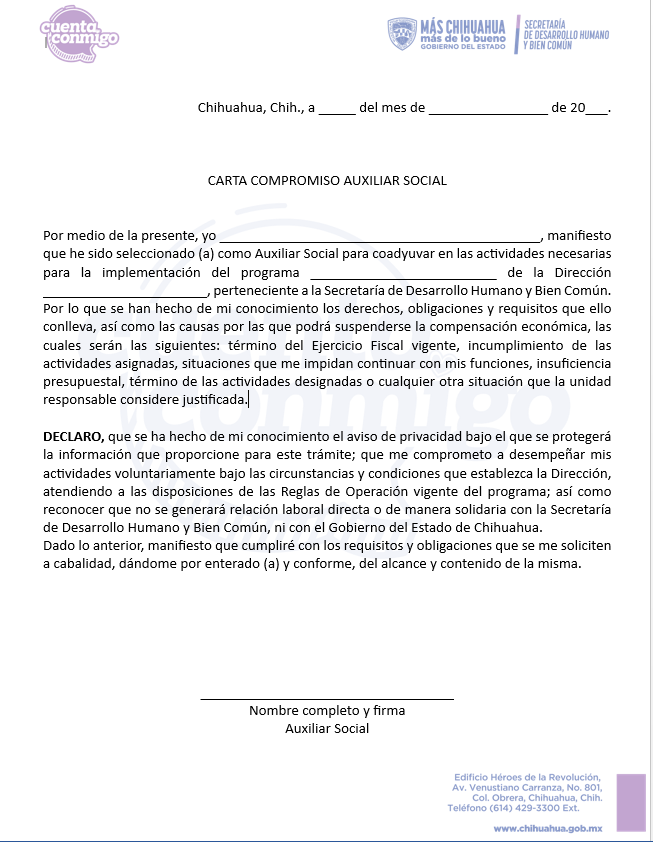 cuenta
conmigo
MÁS CHIHUAHUA
más de lo bueno
GOBIERNO DEL ESTADO
SECRETARÍA
DE DESARROLLO HUMANO
Y BIEN COMÚN
Chihuahua, Chih., a _____ del mes de ________________ de 20___.
CARTA COMPROMISO AUXILIAR SOCIAL
Por medio de la presente, yo ___________________________________________, manifiesto
que he sido seleccionado (a) como Auxiliar Social para coadyuvar en las actividades necesarias
para la implementación del programa _________________________ de la Dirección
______________________, perteneciente a la Secretaría de Desarrollo Humano y Bien Común.
Por lo que se han hecho de mi conocimiento los derechos, obligaciones y requisitos que ello
conlleva, así como las causas por las que podrá suspenderse la compensación económica, las
cuales serán las siguientes: término del Ejercicio Fiscal vigente, incumplimiento de las
actividades asignadas, situaciones que me impidan continuar con mis funciones, insuficiencia
presupuestal, término de las actividades designadas o cualquier otra situación que la unidad
responsable considere justificada.
DECLARO, que se ha hecho de mi conocimiento el aviso de privacidad bajo el que se protegerá
la información que proporcione para este trámite; que me comprometo a desempeñar mis
actividades voluntariamente bajo las circunstancias y condiciones que establezca la Dirección,
atendiendo a las disposiciones de las Reglas de Operación vigente del programa; así como
reconocer que no se generará relación laboral directa o de manera solidaria con la Secretaría
de Desarrollo Humano y Bien Común, ni con el Gobierno del Estado de Chihuahua.
Dado lo anterior, manifiesto que cumpliré con los requisitos y obligaciones que se me soliciten
a cabalidad, dándome por enterado (a) y conforme, del alcance y contenido de la misma.
__________________________________
Nombre completo y firma
Auxiliar Social
Edificio Héroes de la Revolución,
Av. Venustiano Carranza, No. 801,
Col. Obrera, Chihuahua, Chih.
Teléfono (614) 429-3300 Ext.
www.chihuahua.gob.mx